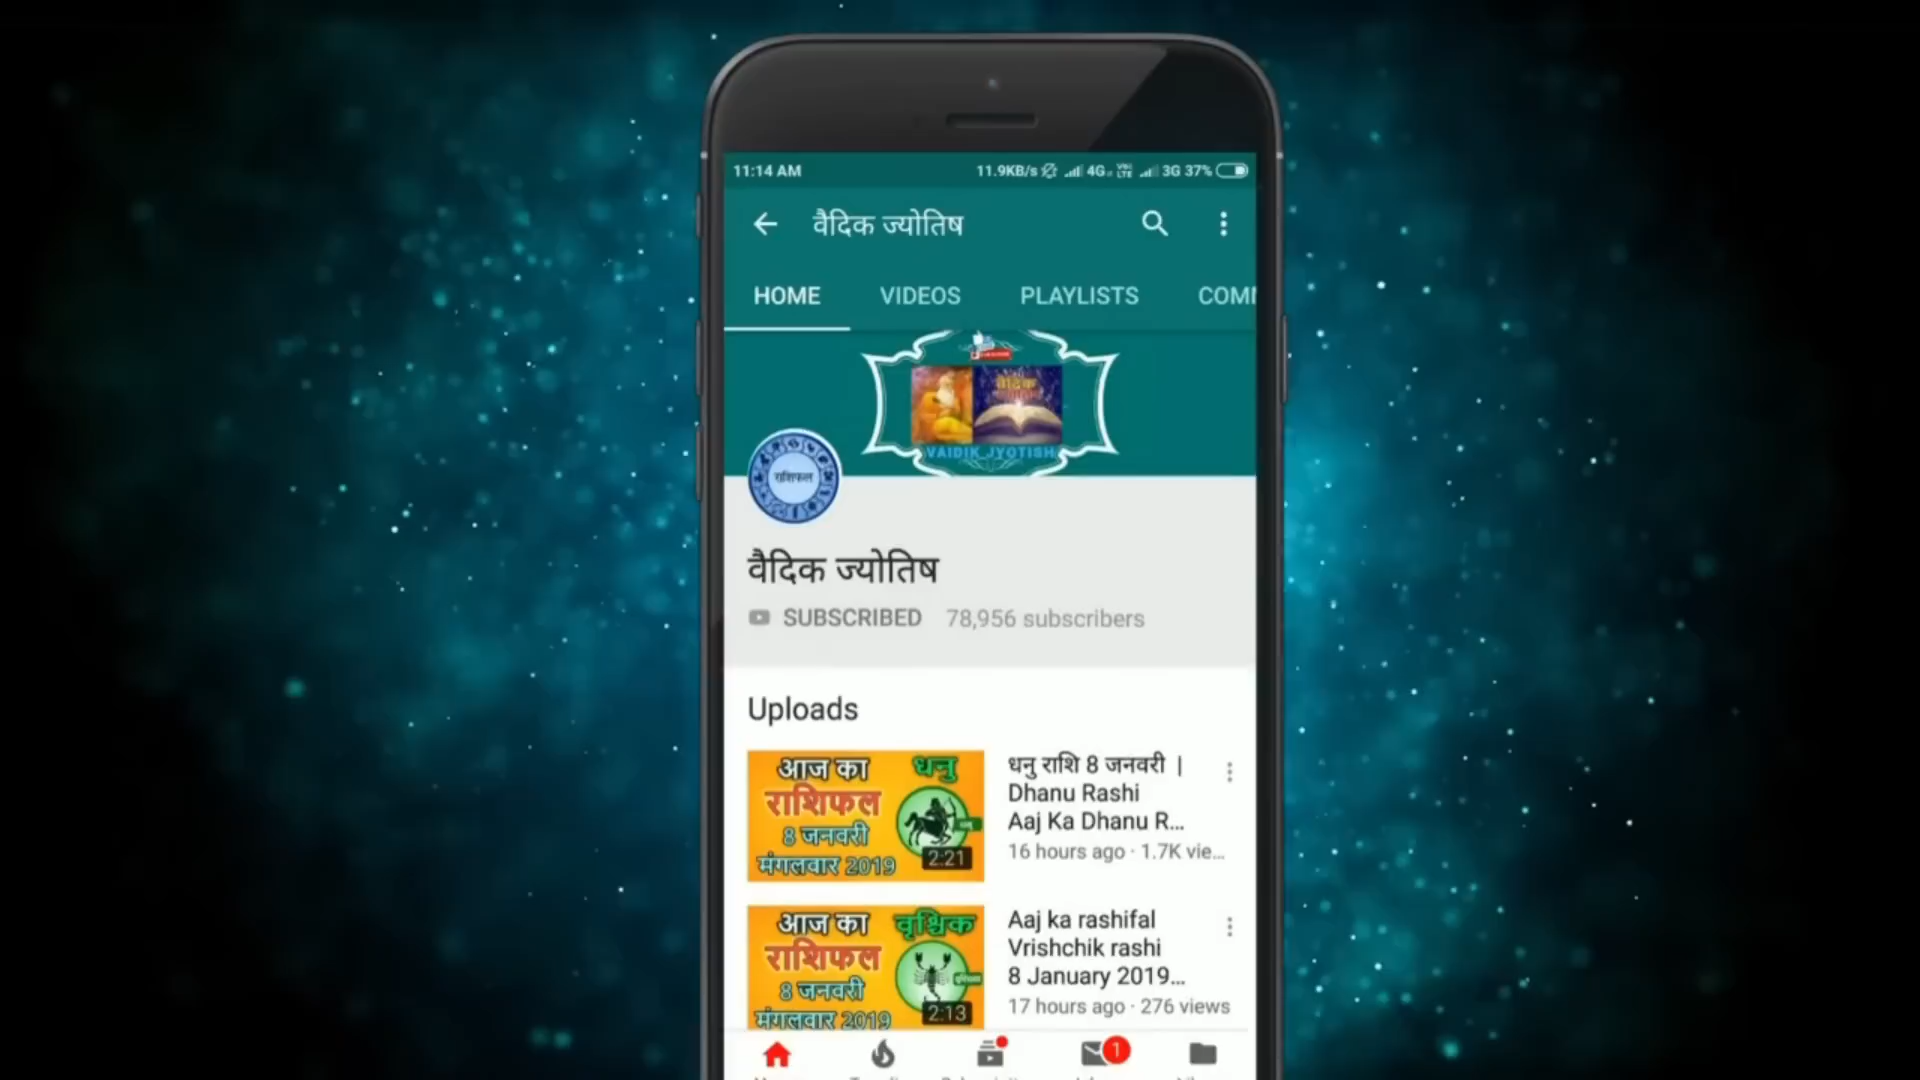 11:14 AM 11.9KB/s 4G VoLTE 3G 37%
वैदिक ज्योतिष
HOME VIDEOS PLAYLISTS COMM
वैदिक
VAIDIK JYOTISH
राशिफल
वैदिक ज्योतिष
SUBSCRIBED 78,956 subscribers
Uploads
आज का धनु
राशिफल
8 जनवरी
मंगलवार 2019
2:21
धनु राशि 8 जनवरी |
Dhanu Rashi
Aaj Ka Dhanu R...
16 hours ago · 1.7K vie...
आज का वृश्चिक
राशिफल
8 जनवरी
मंगलवार 2019
2:13
Aaj ka rashifal
Vrishchik rashi
8 January 2019...
17 hours ago · 276 views
1